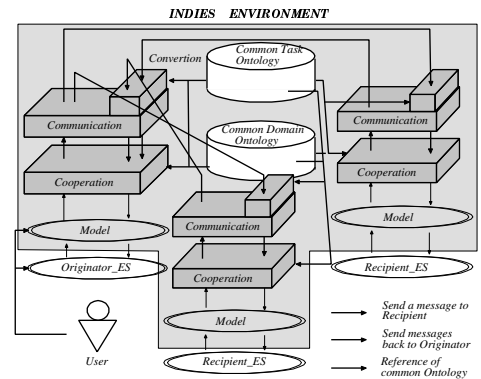 INDIES ENVIRONMENT
Convertion
Common Task
Ontology
Communication
Communication
Common Domain
Ontology
Cooperation
Cooperation
Communication
Model
Model
Originator_ES
Cooperation
Recipient_ES
Model
User
Recipient_ES
Send a message to
Recipient
Send messages
back to Originator
Reference of
common Ontology